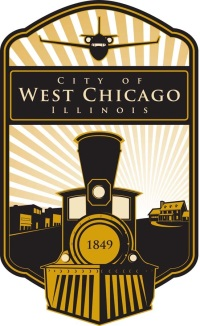 CITY OF
WEST CHICAGO
ILLINOIS
1849